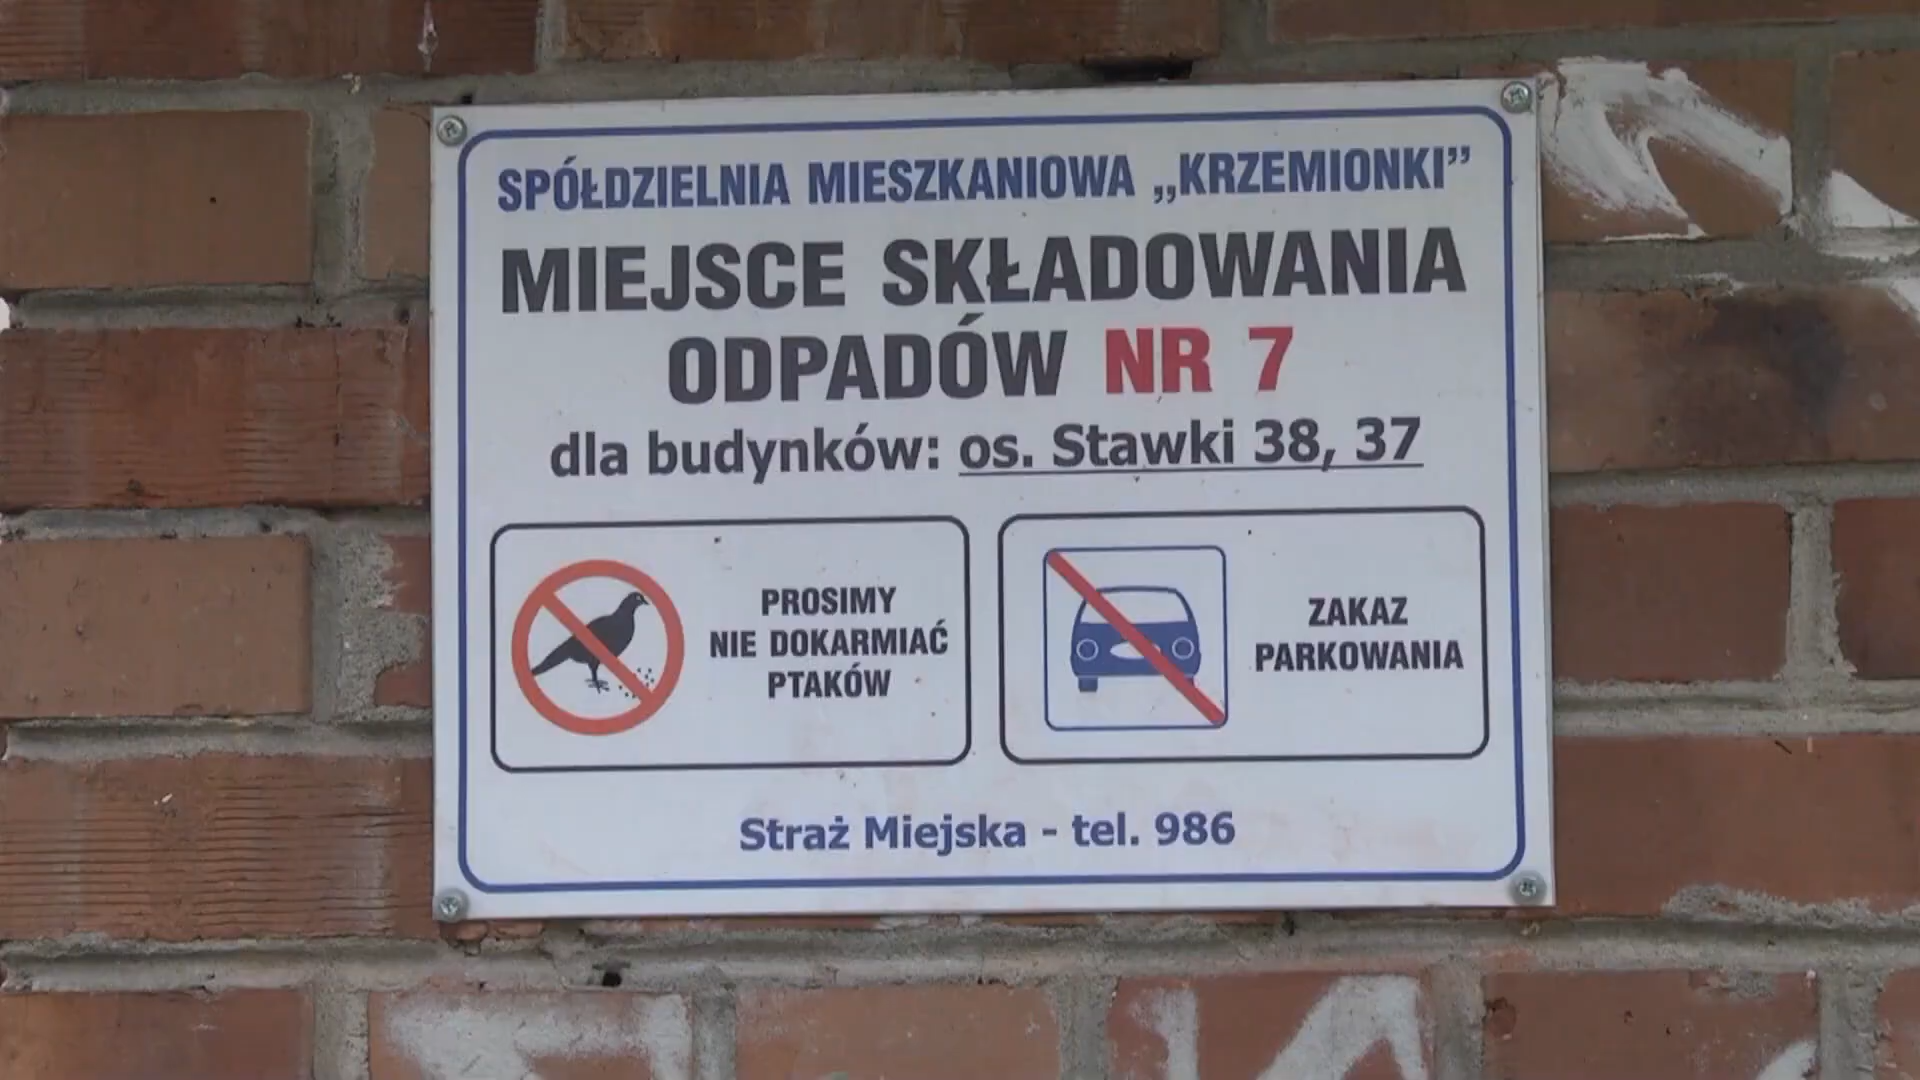 SPÓŁDZIELNIA MIESZKANIOWA „KRZEMIONKI”
MIEJSCE SKŁADOWANIA
ODPADÓW NR 7
dla budynków: os. Stawki 38, 37
PROSIMY
NIE DOKARMIAĆ
PTAKÓW
ZAKAZ
PARKOWANIA
Straż Miejska - tel. 986